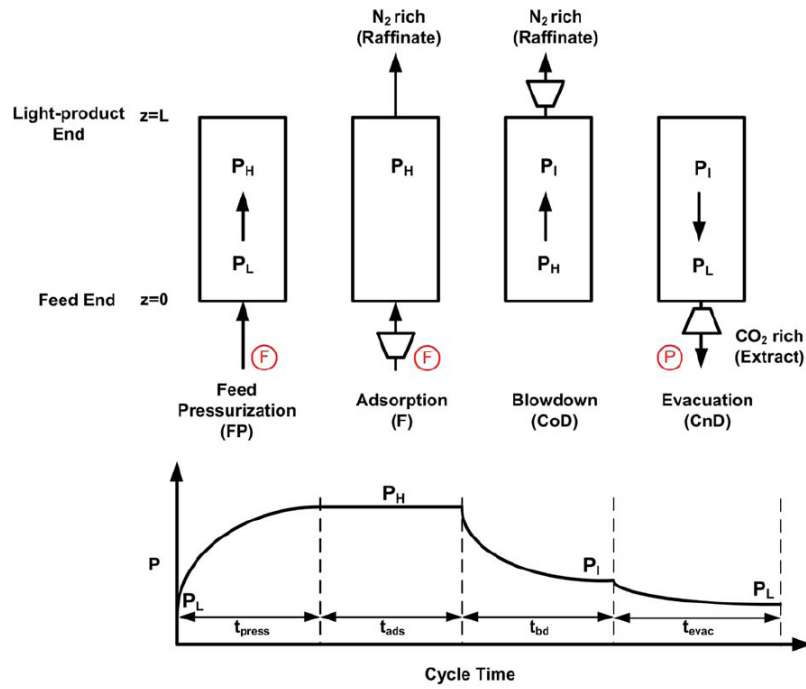 N2 rich
(Raffinate)
N2 rich
(Raffinate)
Light-product
End
z=L
PH
PL
PH
PI
PH
PI
PL
Feed End
z=0
F
F
P
CO2 rich
(Extract)
Feed
Pressurization
(FP)
Adsorption
(F)
Blowdown
(CoD)
Evacuation
(CnD)
P
PL
PH
PI
PL
tpress
tads
tbd
tevac
Cycle Time